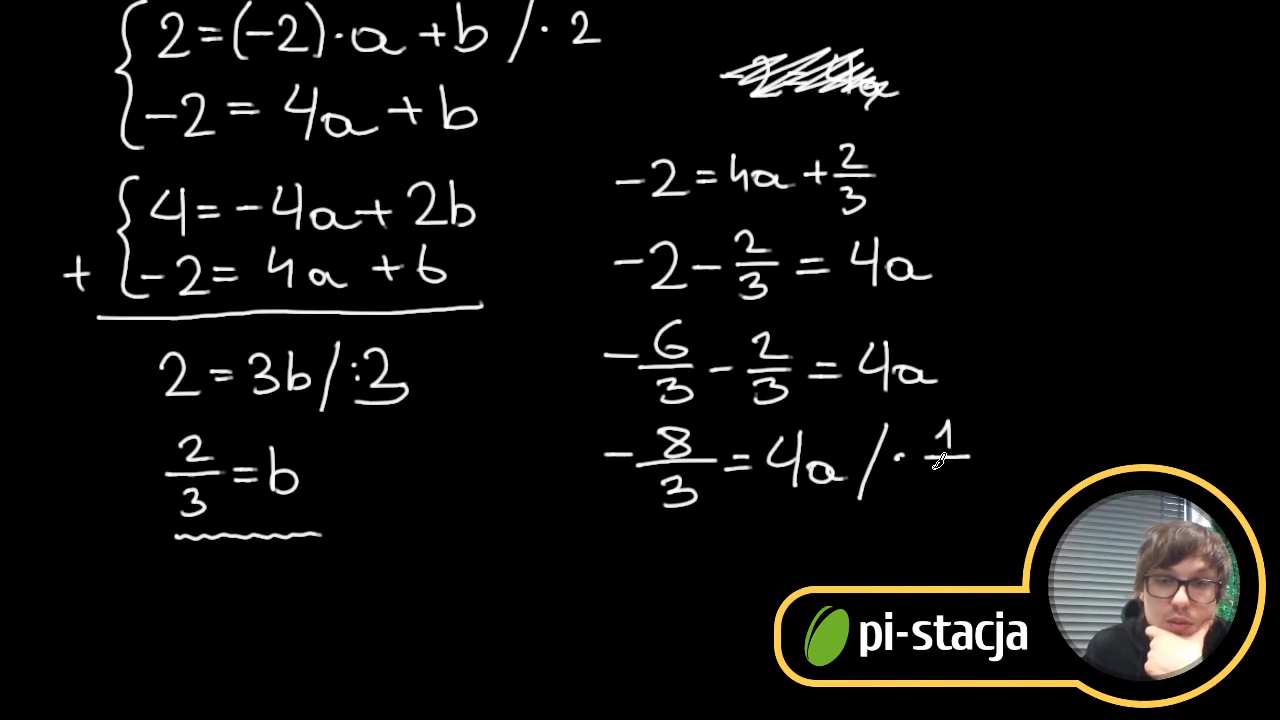 2 = (-2)·a + b /· 2
-2 = 4a + b
4 = -4a + 2b
+ -2 = 4a + b
2 = 3b / :2
2/3 = b
-2 = 4a + 2/3
-2 - 2/3 = 4a
-6/3 - 2/3 = 4a
-8/3 = 4a /· 1
pi-stacja